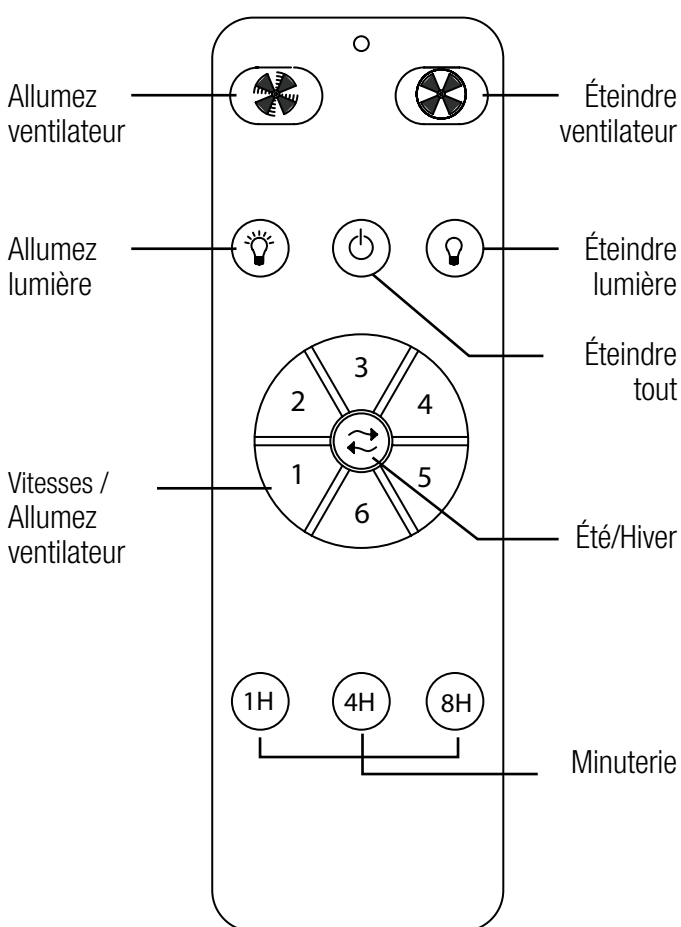 Allumez
ventilateur
Éteindre
ventilateur
Allumez
lumière
Éteindre
lumière
Éteindre
tout
3
2
4
1
5
6
Vitesses /
Allumez
ventilateur
Été/Hiver
1H
4H
8H
Minuterie